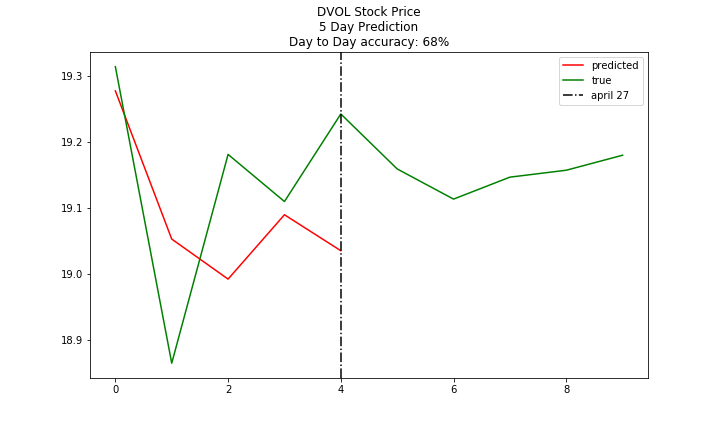 DVOL Stock Price
5 Day Prediction
Day to Day accuracy: 68%
predicted
true
april 27
19.3
19.2
19.1
19.0
18.9
0 2 4 6 8